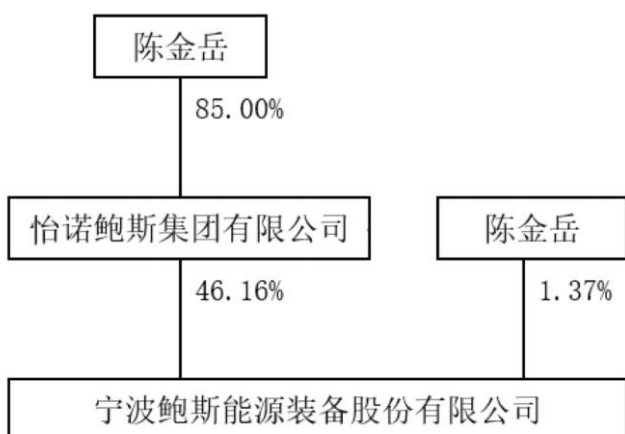 陈金岳
85.00%
怡诺鲍斯集团有限公司
陈金岳
46.16%
1.37%
宁波鲍斯能源装备股份有限公司